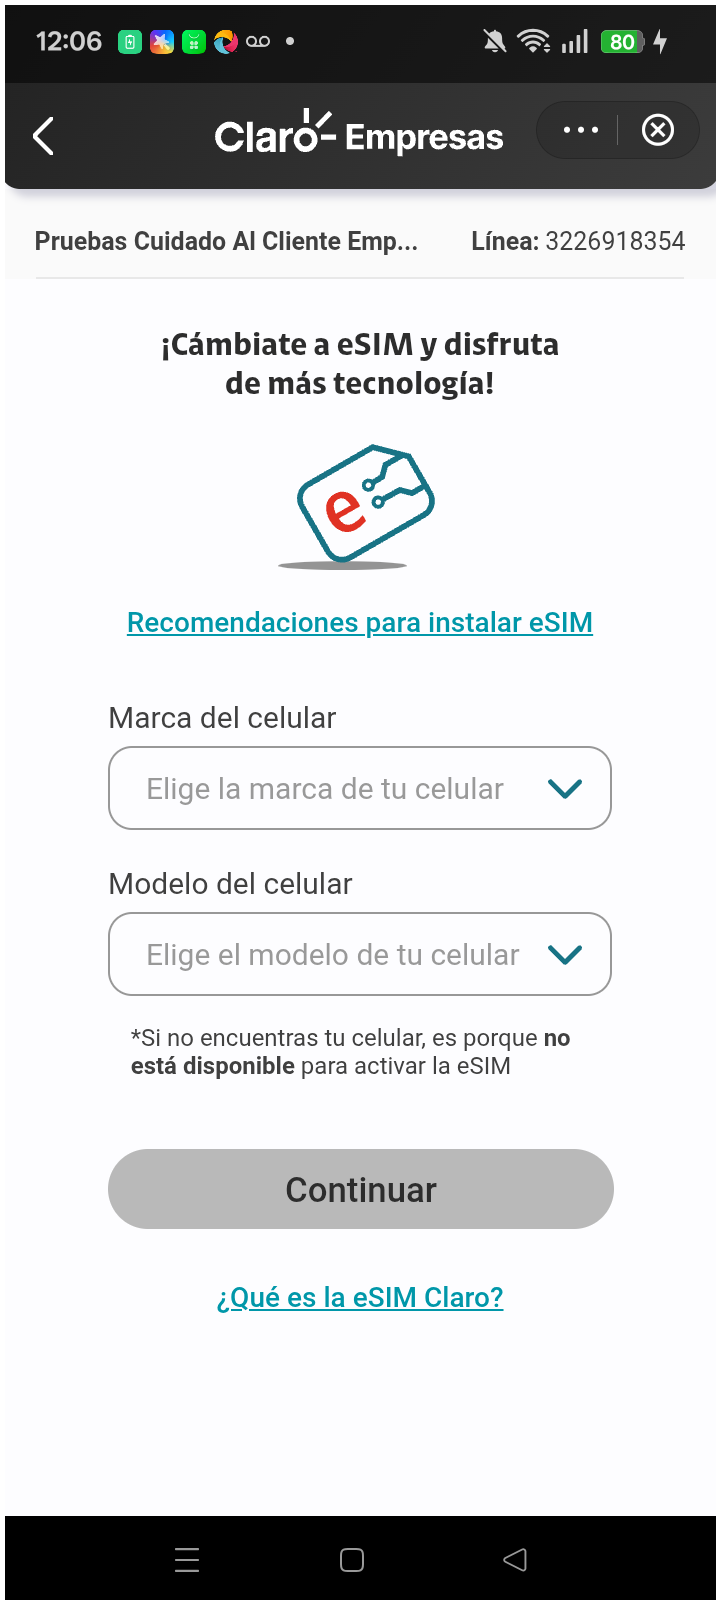 12:06
80
Claro- Empresas
Pruebas Cuidado Al Cliente Emp... Línea: 3226918354
¡Cámbiate a eSIM y disfruta
de más tecnología!
e
Recomendaciones para instalar eSIM
Marca del celular
Elige la marca de tu celular
Modelo del celular
Elige el modelo de tu celular
*Si no encuentras tu celular, es porque no
está disponible para activar la eSIM
Continuar
¿Qué es la eSIM Claro?